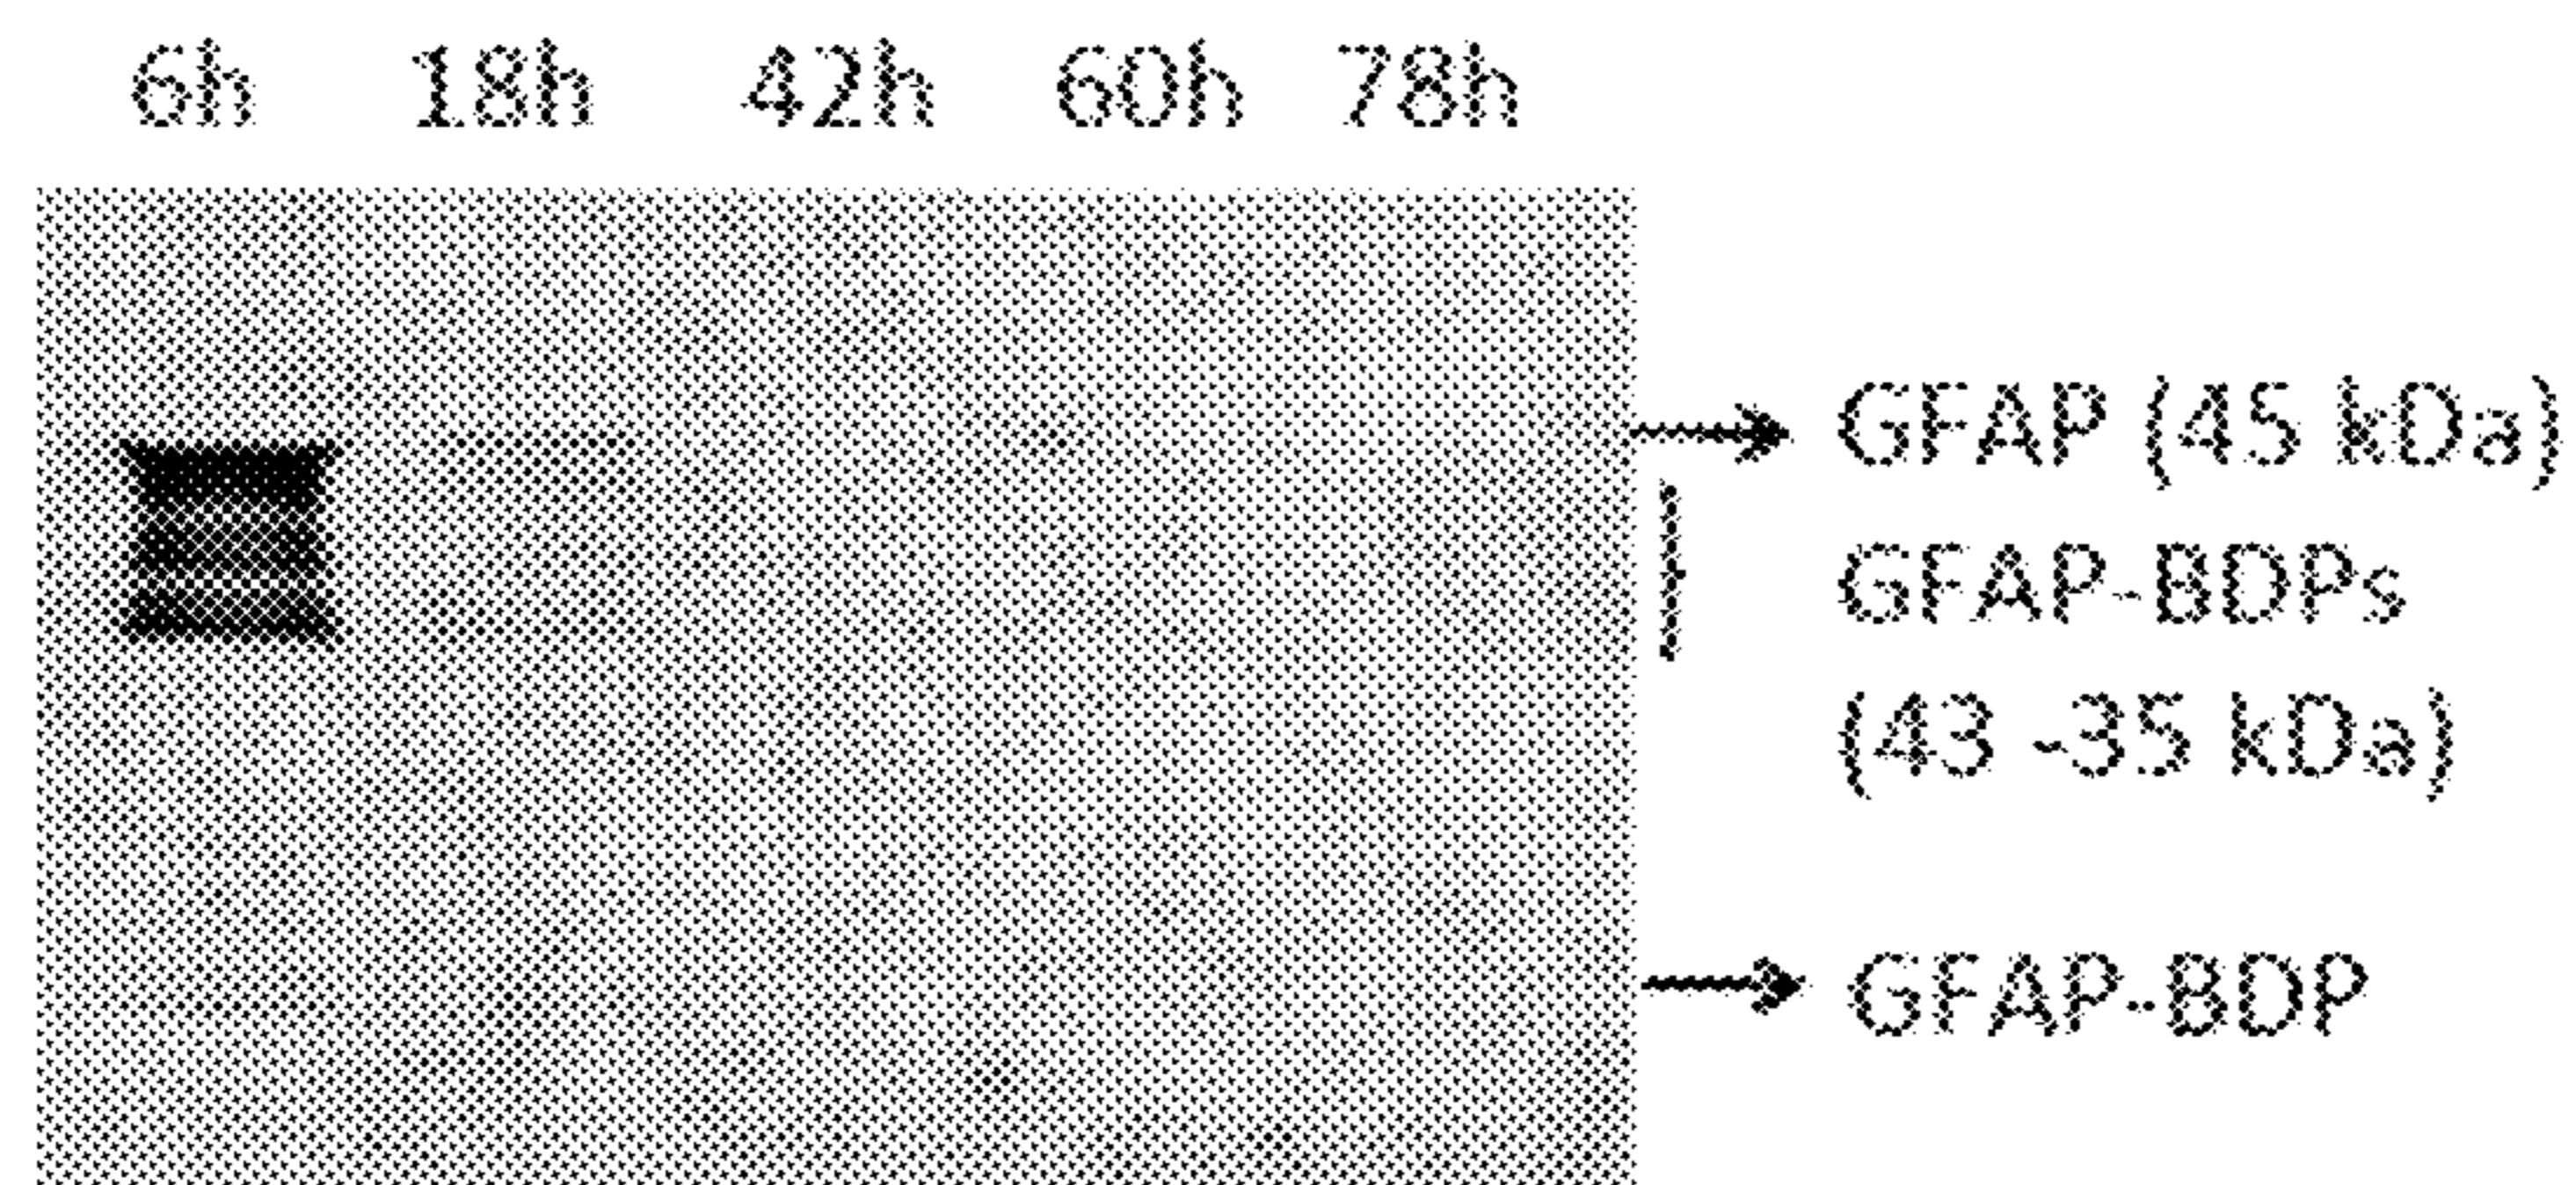 6h 18h 42h 60h 78h
GFAP (45 kDa)
GFAP-BDPs
(43 -35 kDa)
GFAP-BDP